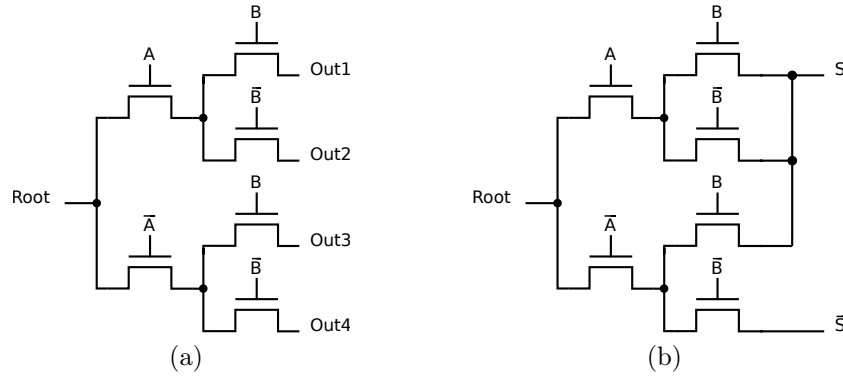 B
B
A
A
Out1
S
B̅
B̅
Out2
Root
Root
B
B
A̅
A̅
Out3
B̅
B̅
Out4
S̅
(a)
(b)